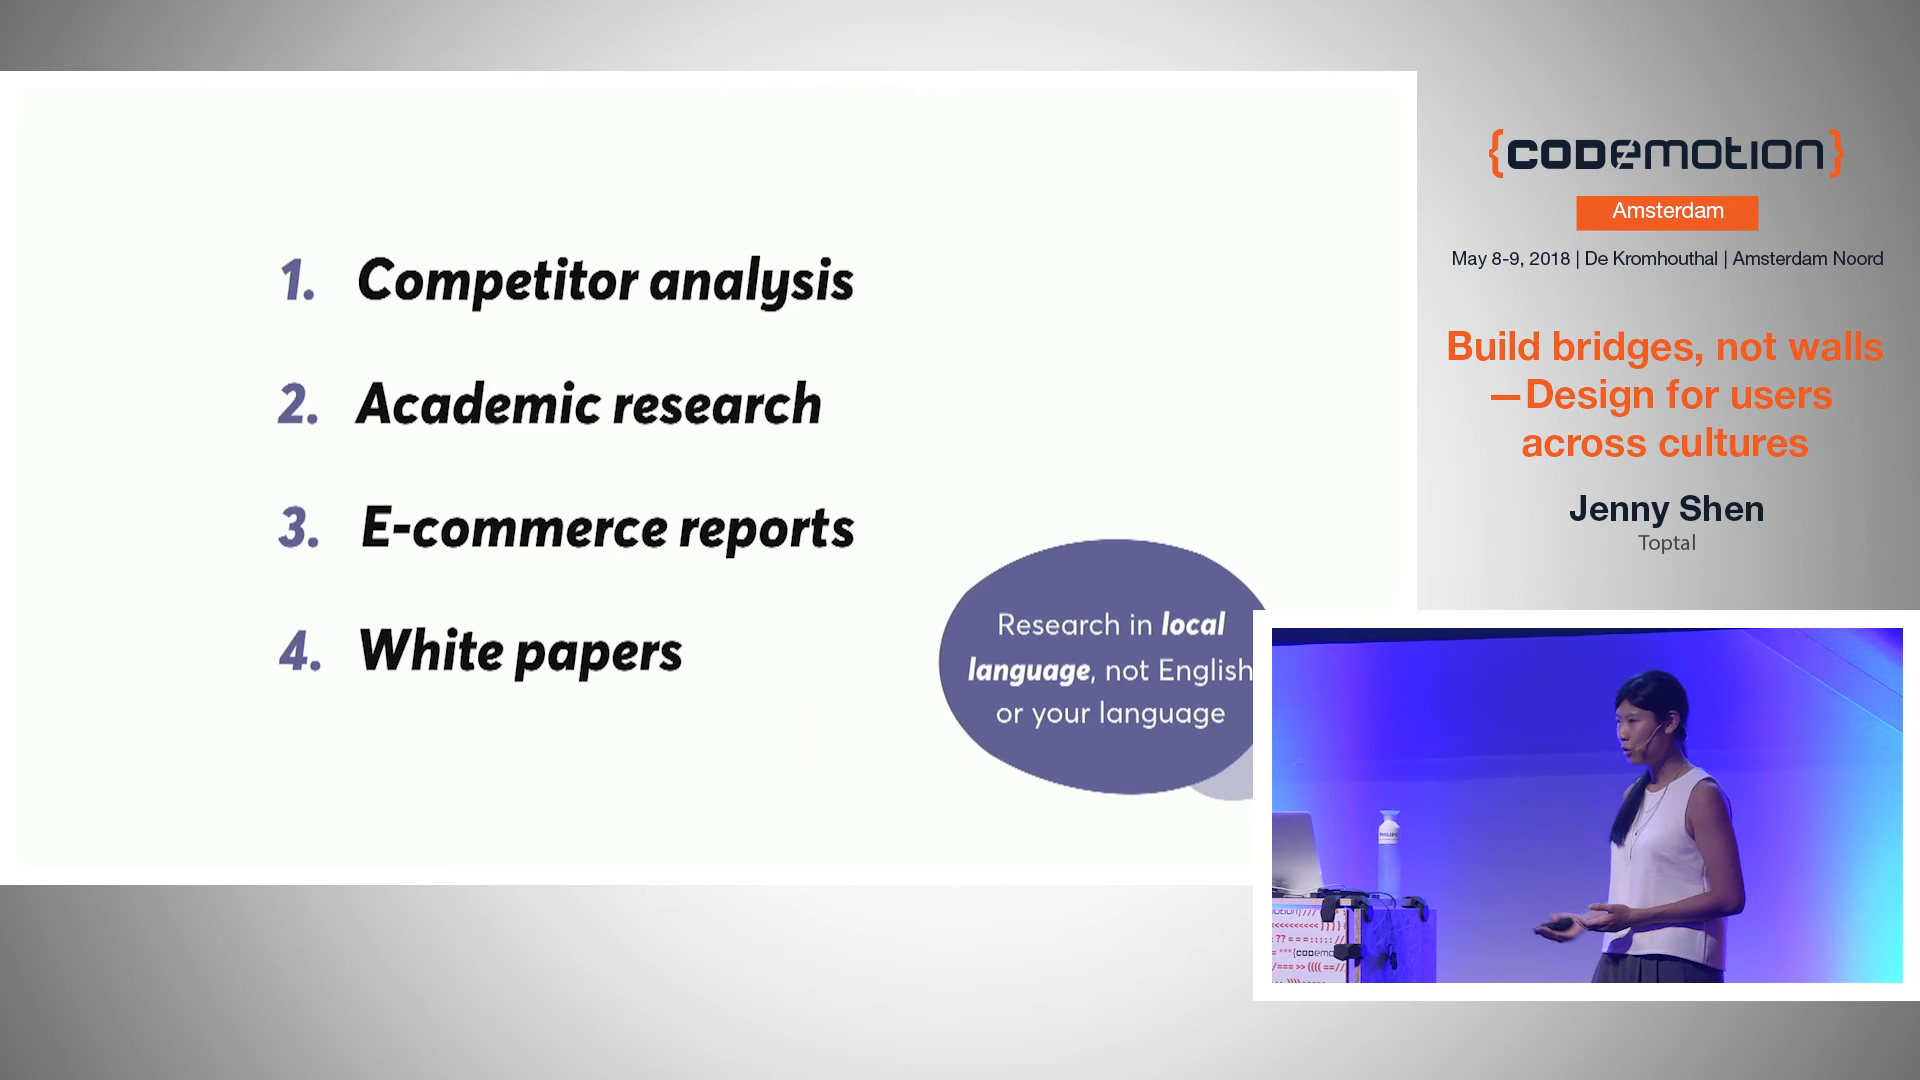 1. Competitor analysis
2. Academic research
3. E-commerce reports
4. White papers
Research in local
language, not English
or your language
{codemotion}
Amsterdam
May 8-9, 2018 | De Kromhouthal | Amsterdam Noord
Build bridges, not walls
—Design for users
across cultures
Jenny Shen
Toptal
PHILIPS